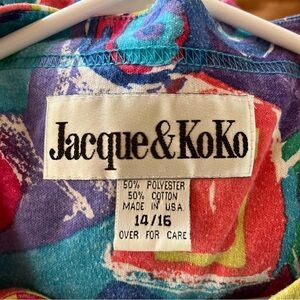 Jacque&KoKo
50% POLYESTER
50% COTTON
MADE IN USA
14/16
OVER FOR CARE